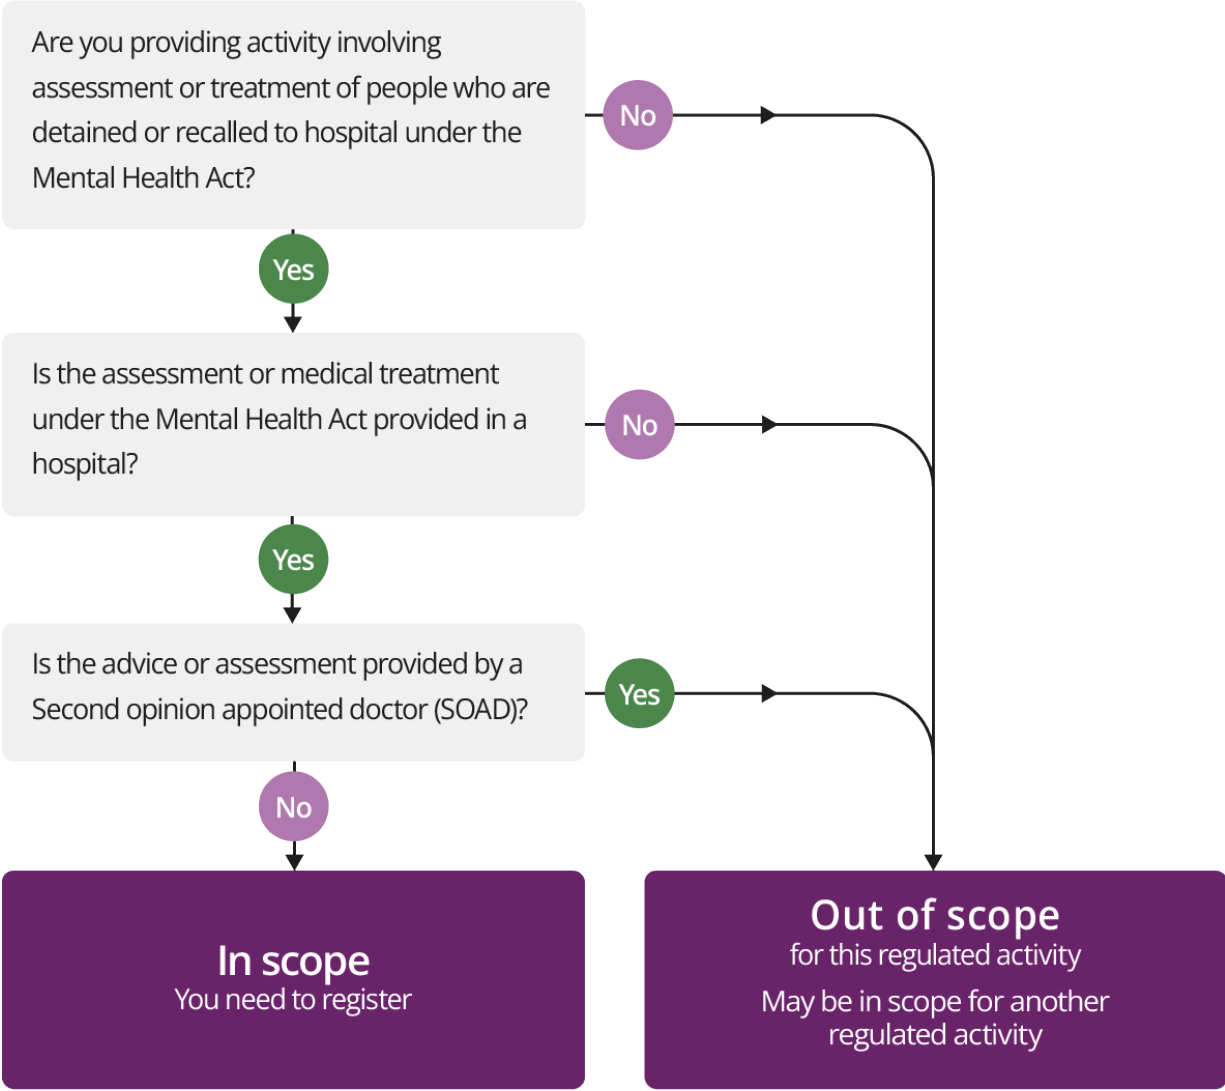 Are you providing activity involving
assessment or treatment of people who are
detained or recalled to hospital under the
Mental Health Act?
No
Yes
Is the assessment or medical treatment
under the Mental Health Act provided in a
hospital?
No
Yes
Is the advice or assessment provided by a
Second opinion appointed doctor (SOAD)?
Yes
No
In scope
You need to register
Out of scope
for this regulated activity
May be in scope for another
regulated activity